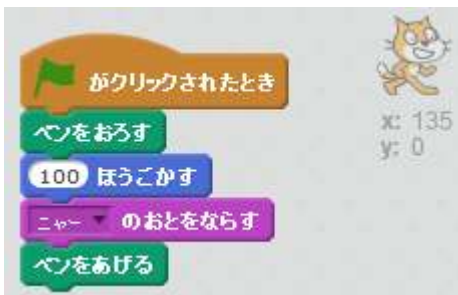 がクリックされたとき
ペンをおろす
100 ほうごかす
ニャー のおとをならす
ペンをあげる
x: 135
y: 0